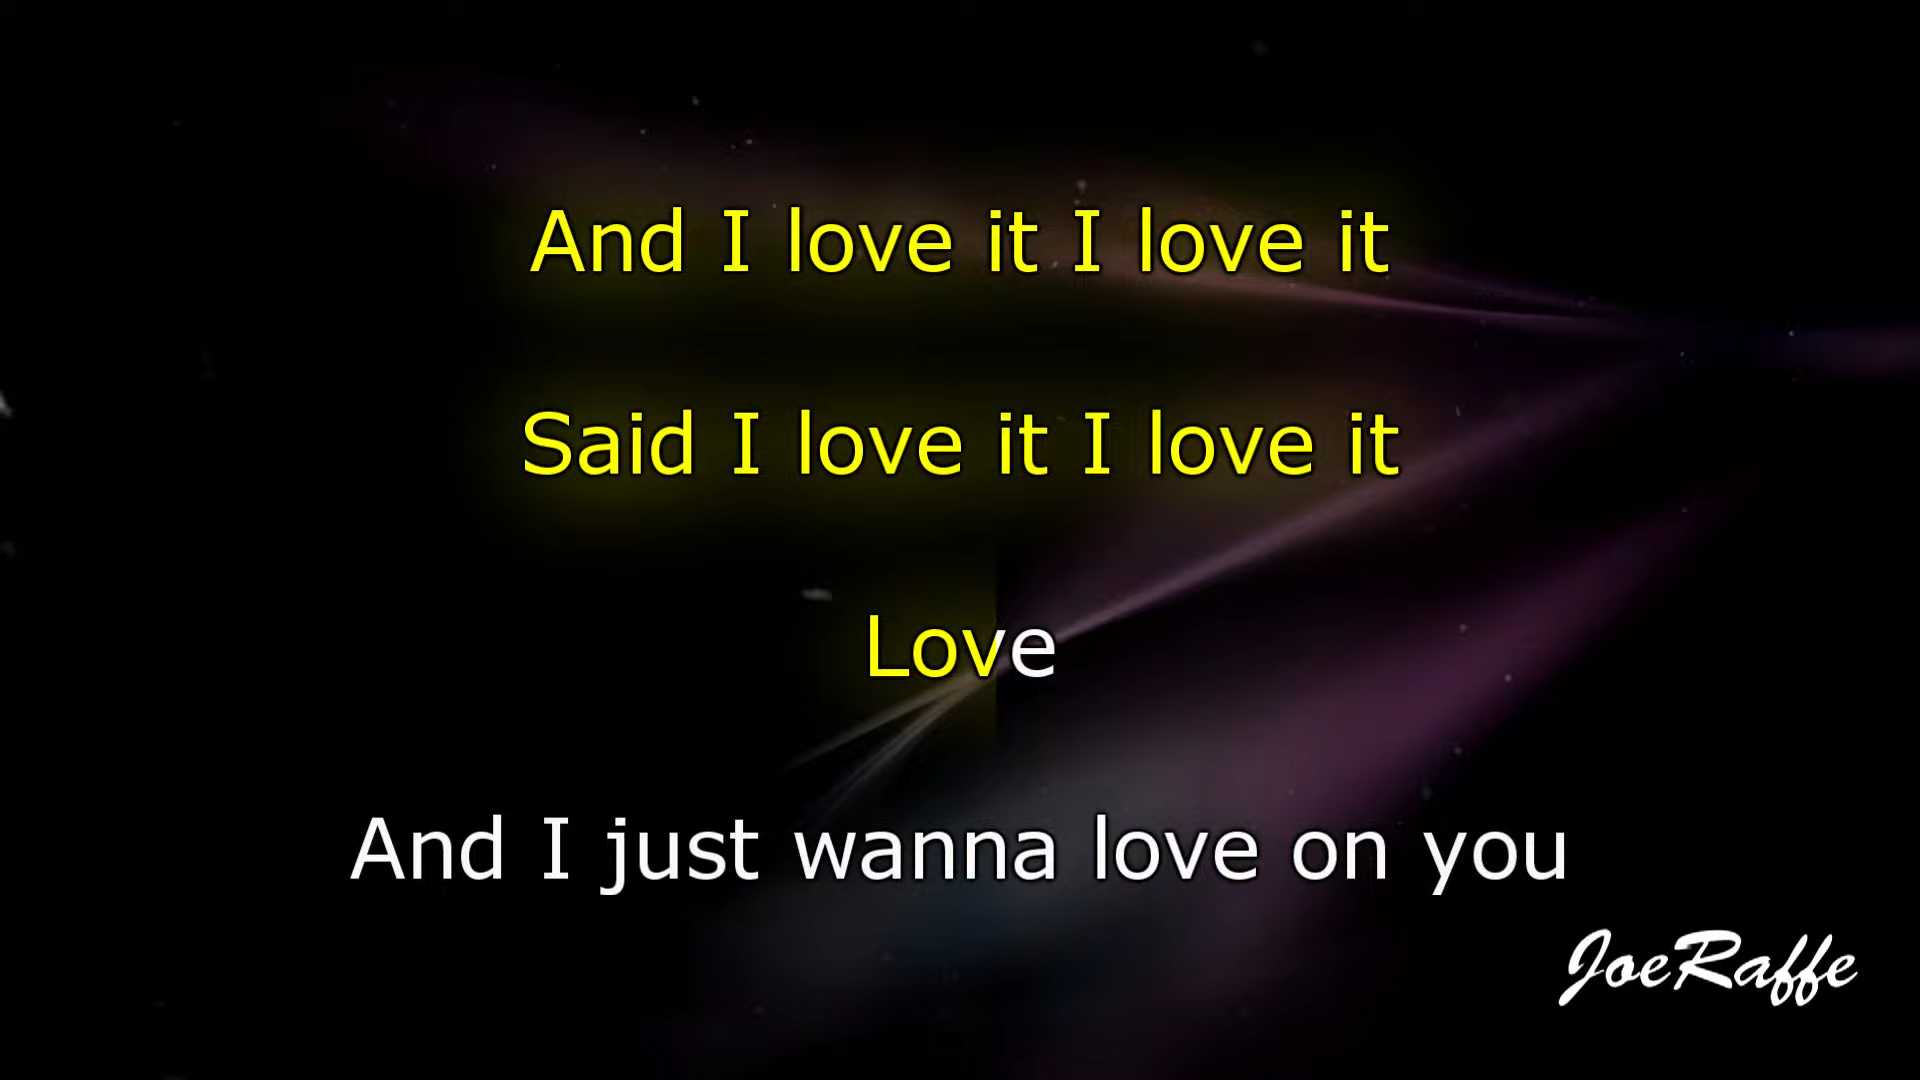 And I love it I love it
Said I love it I love it
Love
And I just wanna love on you
JoeRaffe